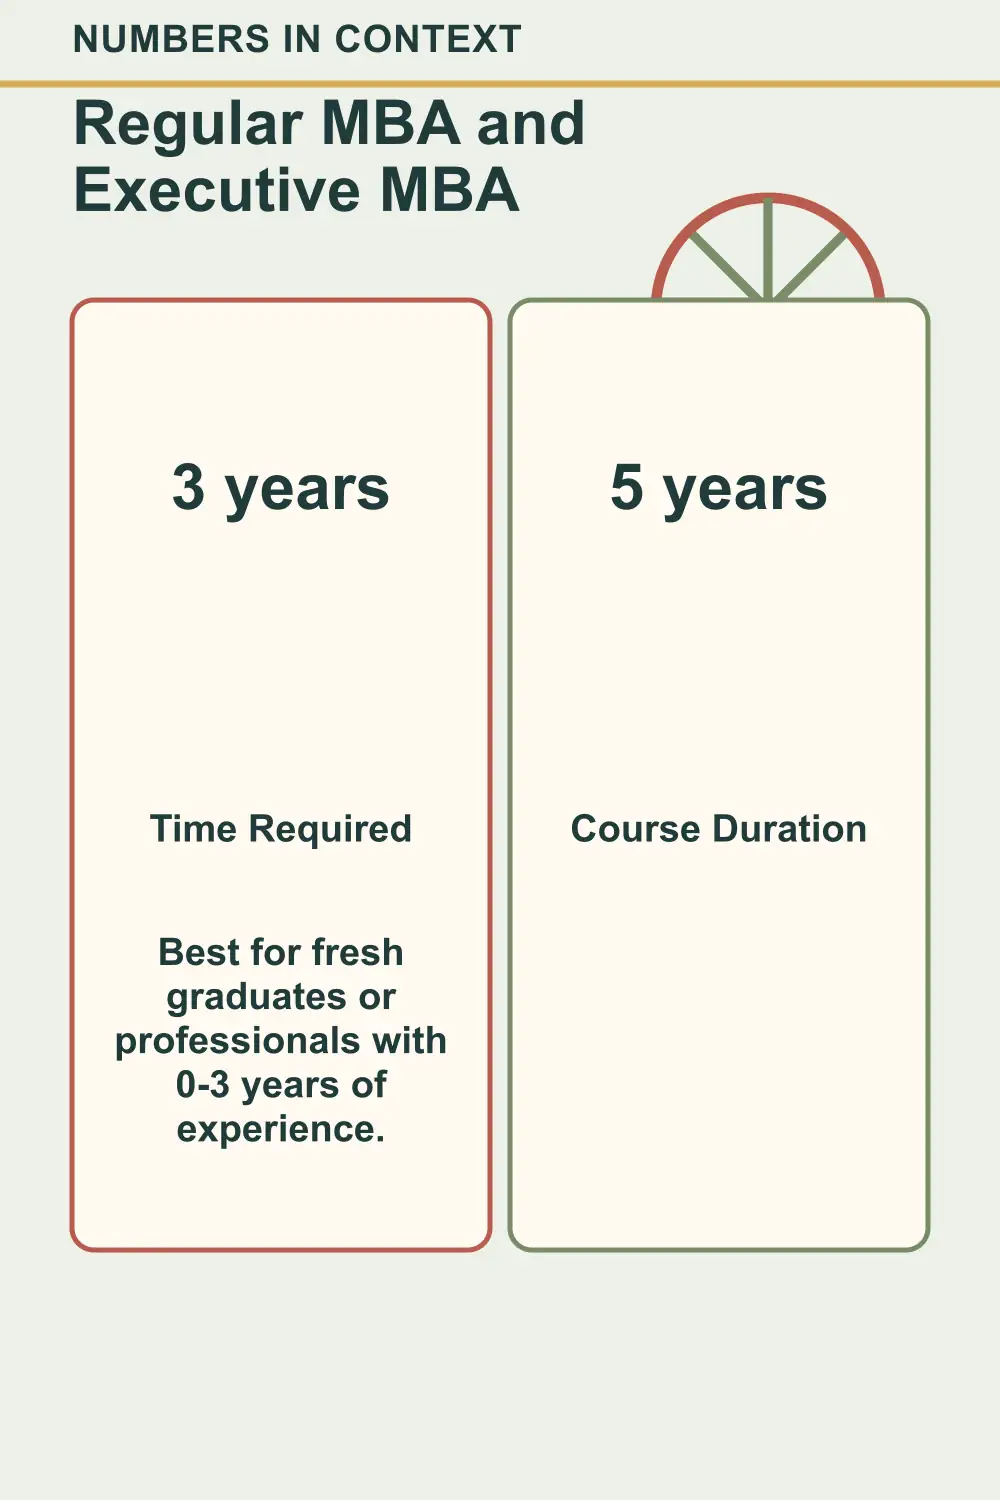 NUMBERS IN CONTEXT
Regular MBA and
Executive MBA
3 years
Time Required
Best for fresh
graduates or
professionals with
0-3 years of
experience.
5 years
Course Duration